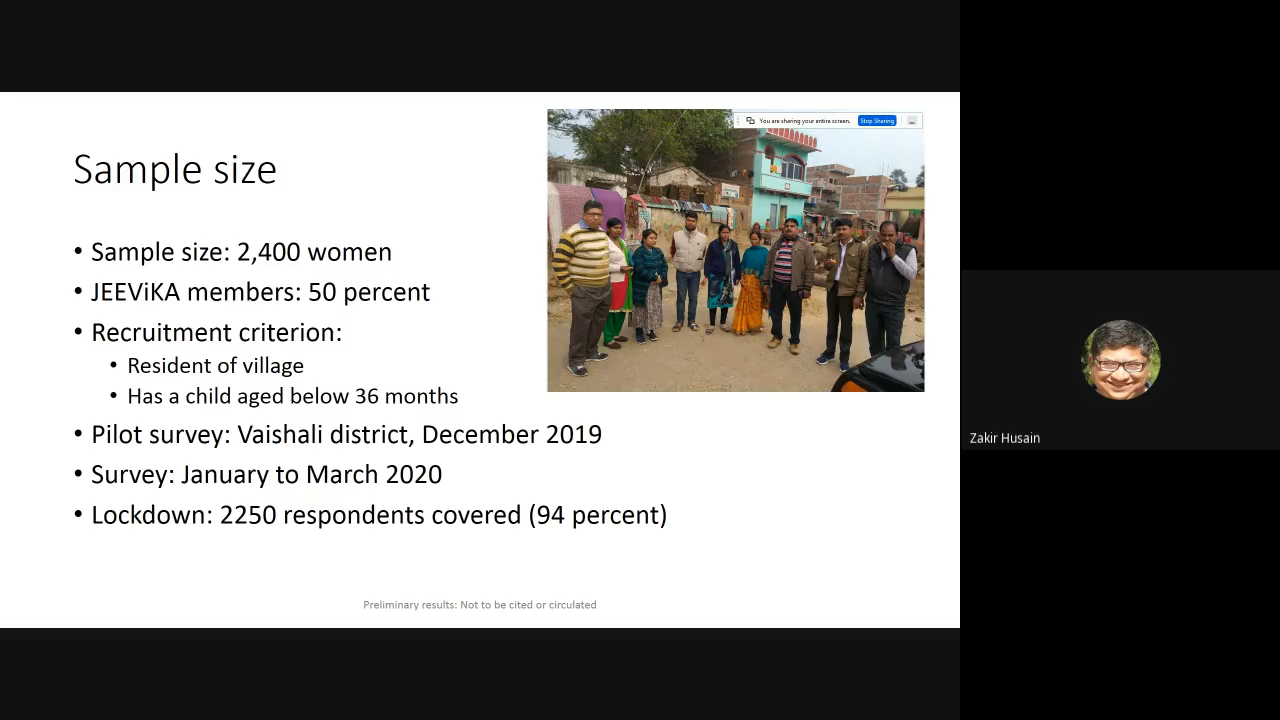 You are sharing your entire screen.
Stop Sharing
Sample size
• Sample size: 2,400 women
• JEEViKA members: 50 percent
• Recruitment criterion:
• Resident of village
• Has a child aged below 36 months
• Pilot survey: Vaishali district, December 2019
• Survey: January to March 2020
• Lockdown: 2250 respondents covered (94 percent)
Preliminary results: Not to be cited or circulated
Zakir Husain